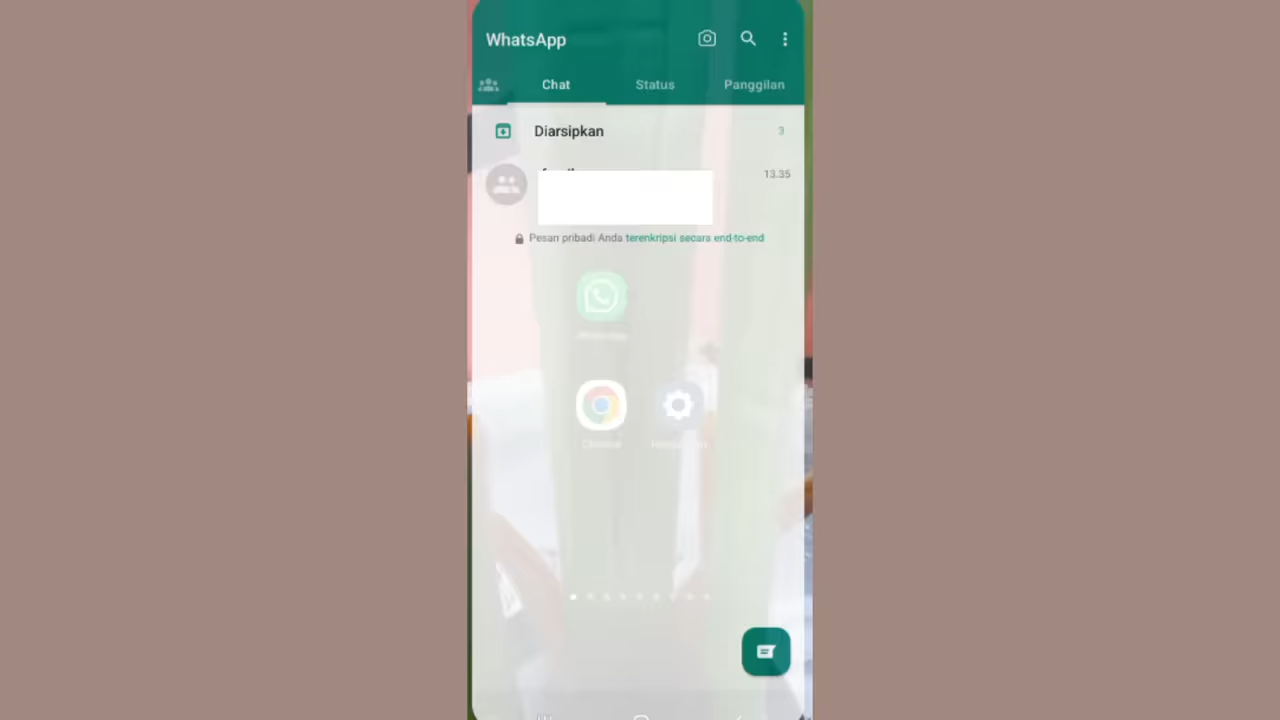 WhatsApp
Chat Status Panggilan
Diarsipkan 3
13.35
Pesan pribadi Anda terenkripsi secara end-to-end